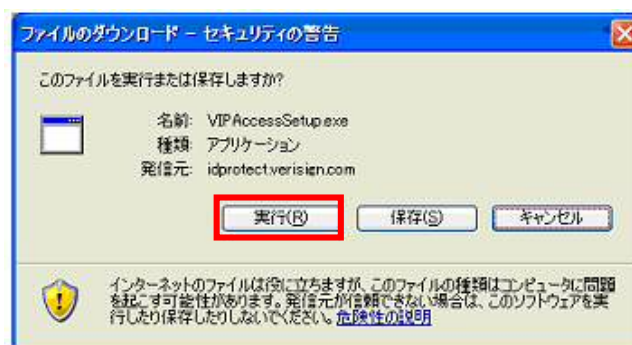 ファイルのダウンロード － セキュリティの警告
このファイルを実行または保存しますか?
名前: VIPAccessSetup.exe
種類: アプリケーション
発信元: idprotect.verisign.com
実行(R) 保存(S) キャンセル
インターネットのファイルは役に立ちますが、このファイルの種類はコンピュータに問題
を起こす可能性があります。発信元が信頼できない場合は、このソフトウェアを実
行したり保存したりしないでください。危険性の説明